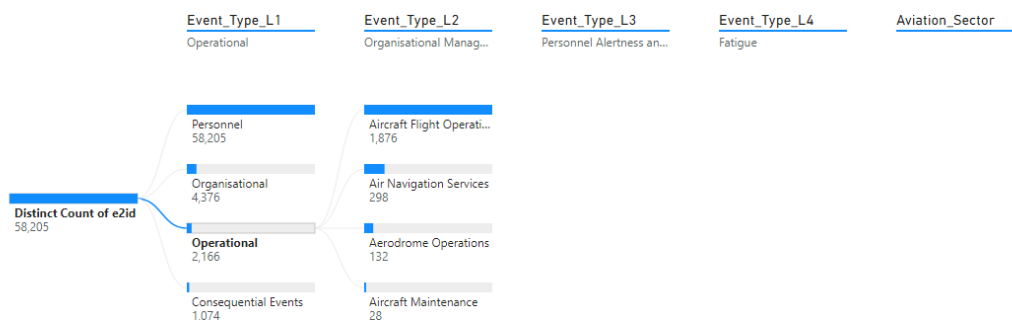 Event_Type_L1 Event_Type_L2 Event_Type_L3 Event_Type_L4 Aviation_Sector
Operational Organisational Manag... Personnel Alertness an... Fatigue
Personnel
58,205
Organisational
4,376
Distinct Count of e2id
58,205
Operational
2,166
Consequential Events
1,074
Aircraft Flight Operati...
1,876
Air Navigation Services
298
Aerodrome Operations
132
Aircraft Maintenance
28